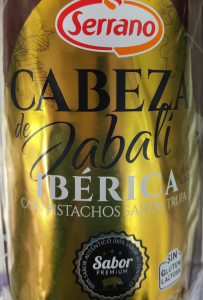 Serrano
CABEZA
de Jabalí
IBÉRICA
CON PISTACHOS SABOR TRUFA
Sabor
PREMIUM
SIN
GLUTEN
LACTOSA